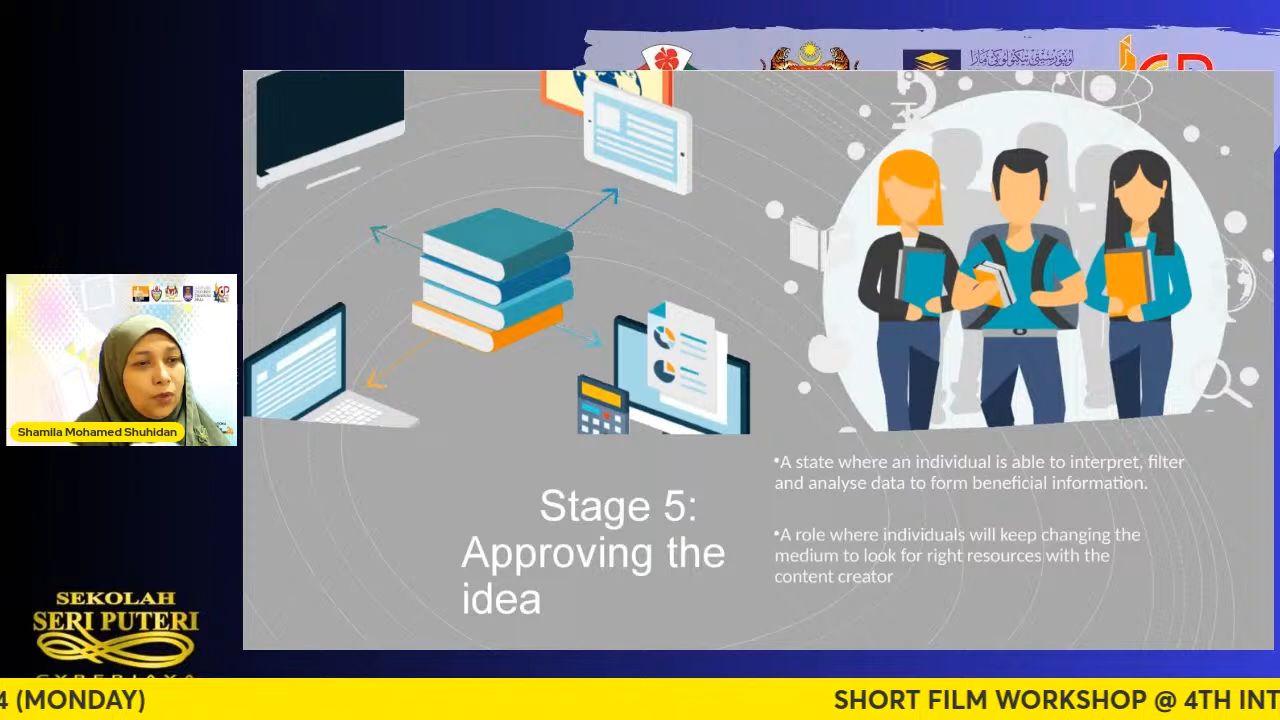 Stage 5:
Approving the
idea
•A state where an individual is able to interpret, filter
and analyse data to form beneficial information.
•A role where individuals will keep changing the
medium to look for right resources with the
content creator
Shamila Mohamed Shuhidan
SEKOLAH
SERI PUTERI
4 (MONDAY)
SHORT FILM WORKSHOP @ 4TH INT